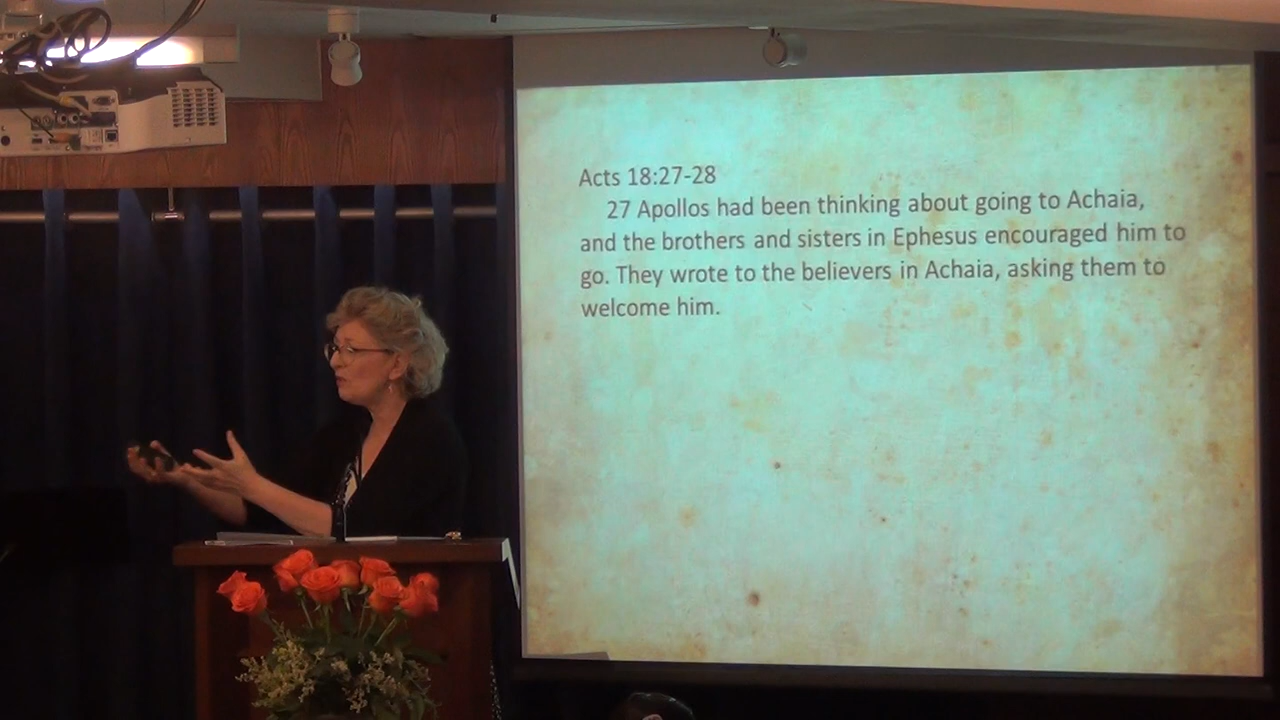 Acts 18:27-28
27 Apollos had been thinking about going to Achaia,
and the brothers and sisters in Ephesus encouraged him to
go. They wrote to the believers in Achaia, asking them to
welcome him.